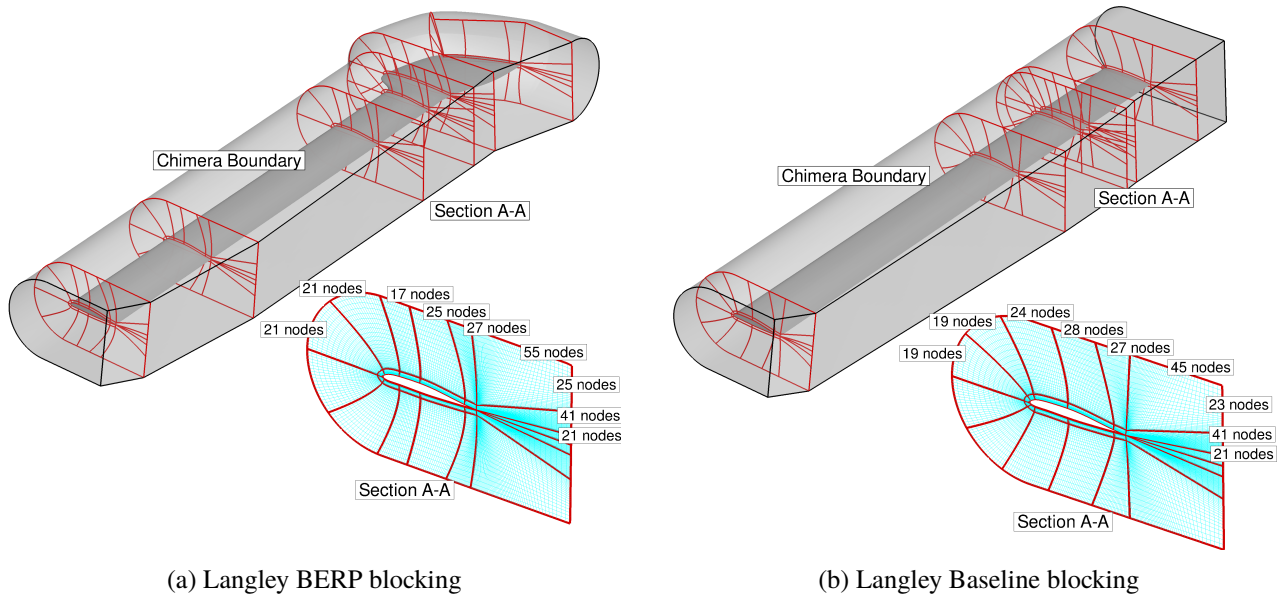 Chimera Boundary
Section A-A
21 nodes
17 nodes
25 nodes
21 nodes
27 nodes
55 nodes
25 nodes
41 nodes
21 nodes
Section A-A
(a) Langley BERP blocking
Chimera Boundary
Section A-A
24 nodes
19 nodes
28 nodes
19 nodes
27 nodes
45 nodes
23 nodes
41 nodes
21 nodes
Section A-A
(b) Langley Baseline blocking